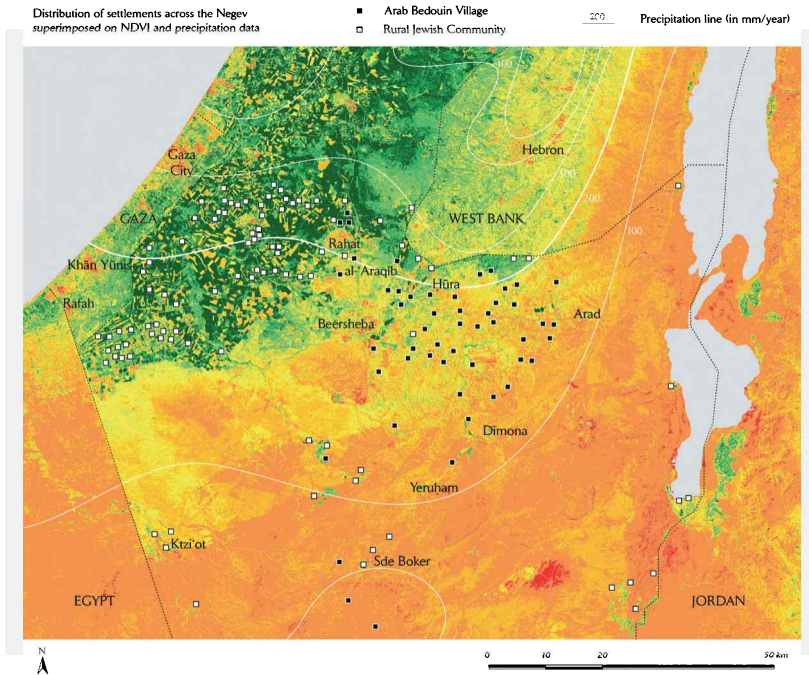 Distribution of settlements across the Negev
superimposed on NDVI and precipitation data
Arab Bedouin Village
Rural Jewish Community
200
Precipitation line (in mm/year)
400
Gaza
City
Hebron
300
200
GAZA
WEST BANK
100
Rahat
Khān Yūnis
al-'Araqib
Hūra
Rafah
Beersheba
Arad
Dimona
Yeruham
Ktzi'ot
Sde Boker
EGYPT
JORDAN
N
0 10 20 50 km